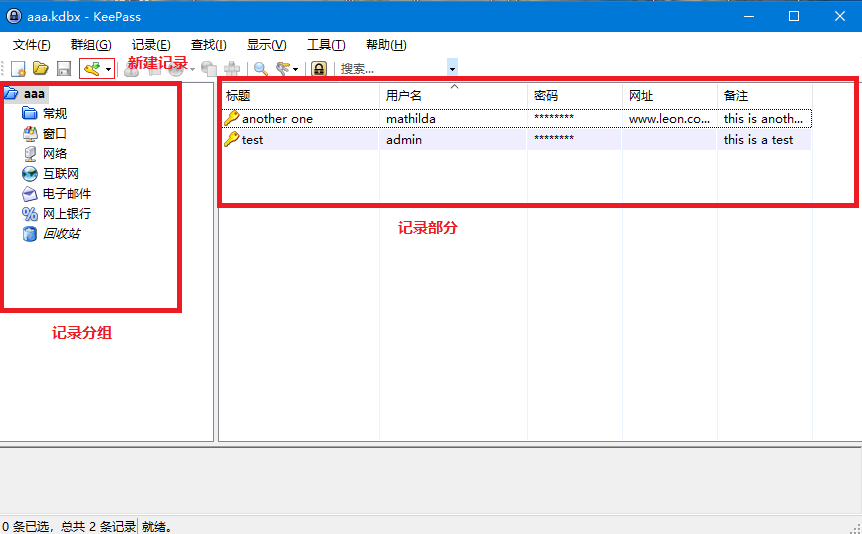 aaa.kdbx - KeePass
文件(F) 群组(G) 记录(E) 查找(I) 显示(V) 工具(T) 帮助(H)
新建记录
搜索...
aaa
常规
窗口
网络
互联网
电子邮件
网上银行
回收站
记录分组
标题 用户名 密码 网址 备注
another one mathilda ******** www.leon.co... this is anoth...
test admin ******** this is a test
记录部分
0 条已选，总共 2 条记录 就绪。